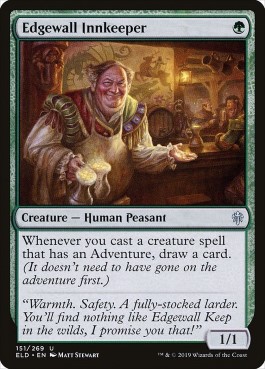 Edgewall Innkeeper
Creature — Human Peasant
Whenever you cast a creature spell
that has an Adventure, draw a card.
(It doesn't need to have gone on the
adventure first.)
“Warmth. Safety. A fully-stocked larder.
You'll find nothing like Edgewall Keep
in the wilds, I promise you that!”
1/1
151/269 U
ELD • EN Matt Stewart
™ & © 2019 Wizards of the Coast